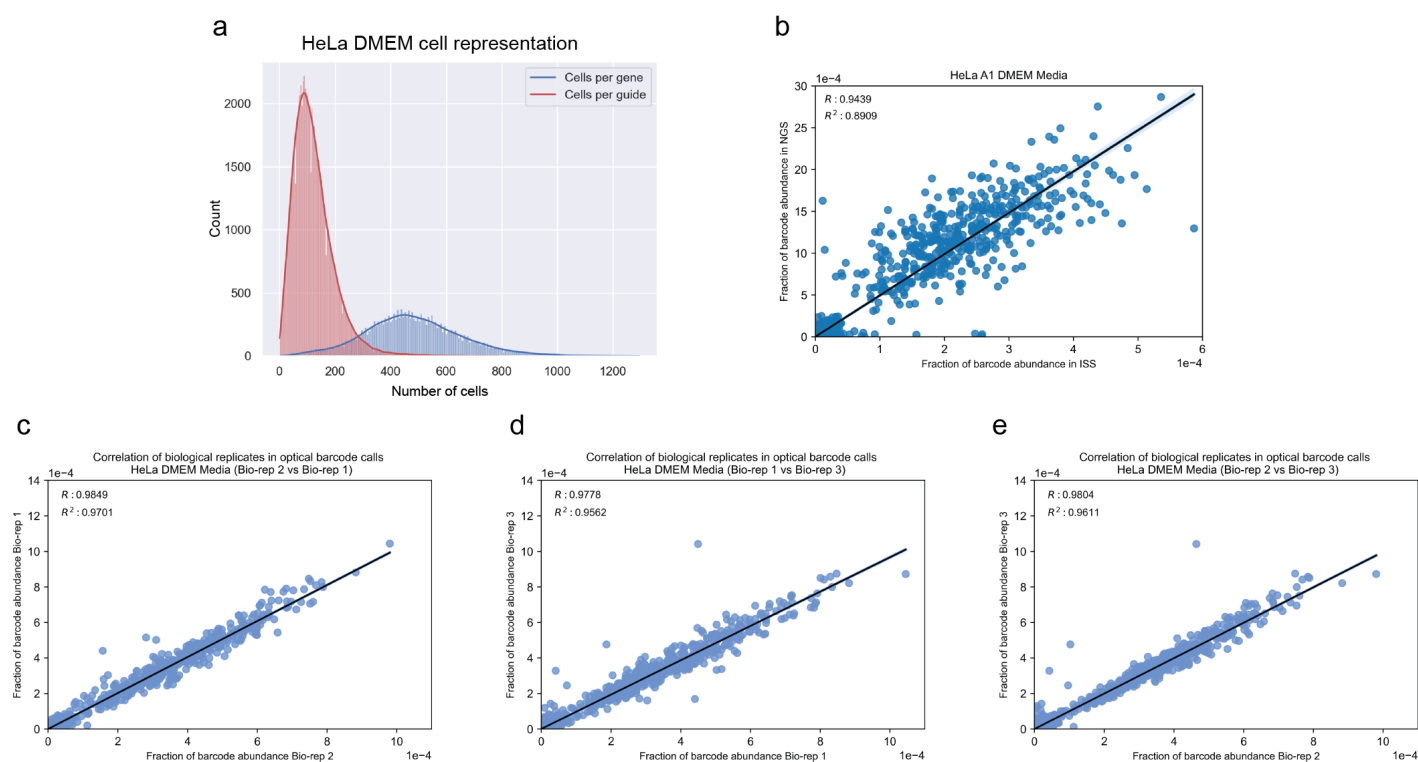 a
HeLa DMEM cell representation
Cells per gene
Cells per guide
2000
1500
1000
500
0
Count
0 200 400 600 800 1000 1200
Number of cells
b
HeLa A1 DMEM Media
1e−4
R : 0.9439
R² : 0.8909
30
25
20
15
10
5
0
Fraction of barcode abundance in NGS
0 1 2 3 4 5 6
1e−4
Fraction of barcode abundance in ISS
c
Correlation of biological replicates in optical barcode calls
HeLa DMEM Media (Bio-rep 2 vs Bio-rep 1)
1e−4
R : 0.9849
R² : 0.9701
14
12
10
8
6
4
2
0
Fraction of barcode abundance Bio-rep 1
0 2 4 6 8 10
Fraction of barcode abundance Bio-rep 2
1e−4
d
Correlation of biological replicates in optical barcode calls
HeLa DMEM Media (Bio-rep 1 vs Bio-rep 3)
1e−4
R : 0.9778
R² : 0.9562
14
12
10
8
6
4
2
0
Fraction of barcode abundance Bio-rep 3
0 2 4 6 8 10
Fraction of barcode abundance Bio-rep 1
1e−4
e
Correlation of biological replicates in optical barcode calls
HeLa DMEM Media (Bio-rep 2 vs Bio-rep 3)
1e−4
R : 0.9804
R² : 0.9611
14
12
10
8
6
4
2
0
Fraction of barcode abundance Bio-rep 3
0 2 4 6 8 10
Fraction of barcode abundance Bio-rep 2
1e−4